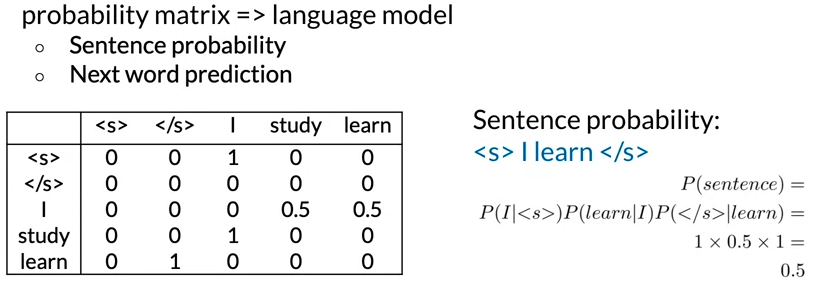 probability matrix => language model
○ Sentence probability
○ Next word prediction
<s> </s> I study learn
<s> 0 0 1 0 0
</s> 0 0 0 0 0
I 0 0 0 0.5 0.5
study 0 0 1 0 0
learn 0 1 0 0 0
Sentence probability:
<s> I learn </s>
P(sentence) =
P(I|<s>)P(learn|I)P(</s>|learn) =
1 × 0.5 × 1 =
0.5